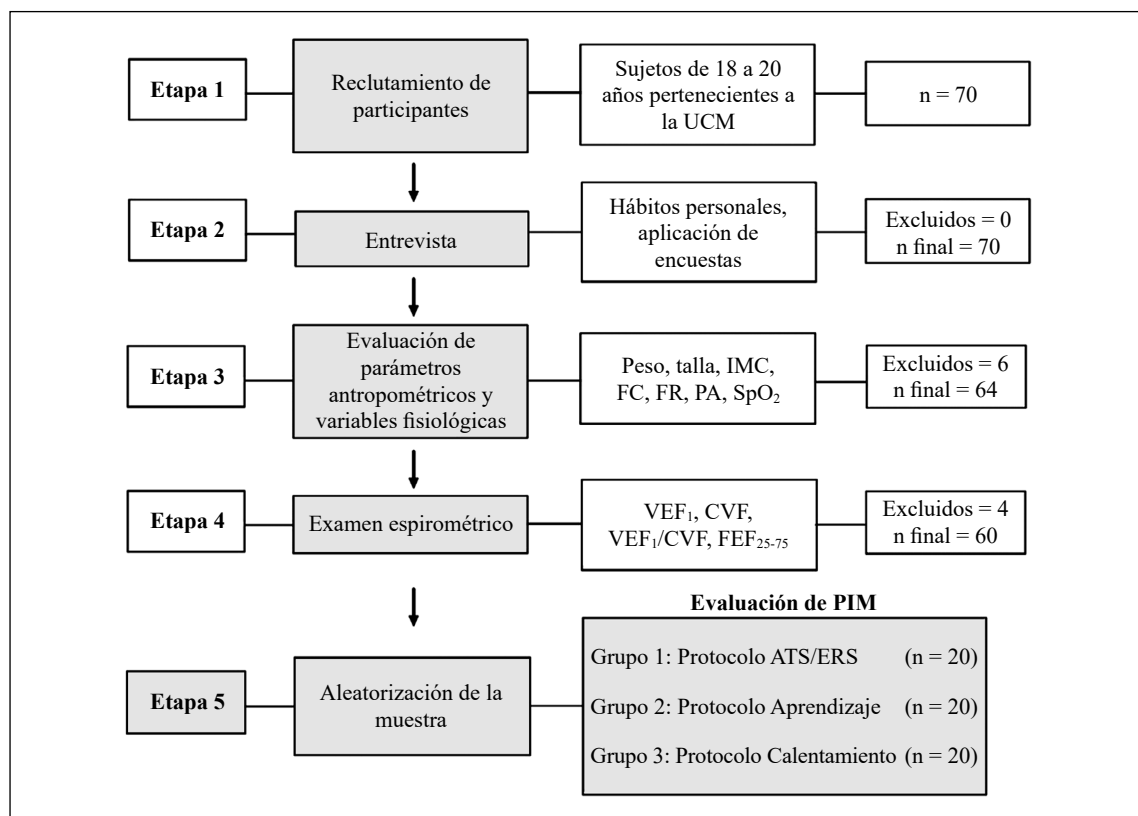 Etapa 1
Reclutamiento de
participantes
Sujetos de 18 a 20
años pertenecientes a
la UCM
n = 70
Etapa 2
Entrevista
Hábitos personales,
aplicación de
encuestas
Excluidos = 0
n final = 70
Etapa 3
Evaluación de
parámetros
antropométricos y
variables fisiológicas
Peso, talla, IMC,
FC, FR, PA, SpO₂
Excluidos = 6
n final = 64
Etapa 4
Examen espirométrico
VEF₁, CVF,
VEF₁/CVF, FEF₂₅₋₇₅
Excluidos = 4
n final = 60
Etapa 5
Aleatorización de la
muestra
Evaluación de PIM
Grupo 1: Protocolo ATS/ERS (n = 20)
Grupo 2: Protocolo Aprendizaje (n = 20)
Grupo 3: Protocolo Calentamiento (n = 20)